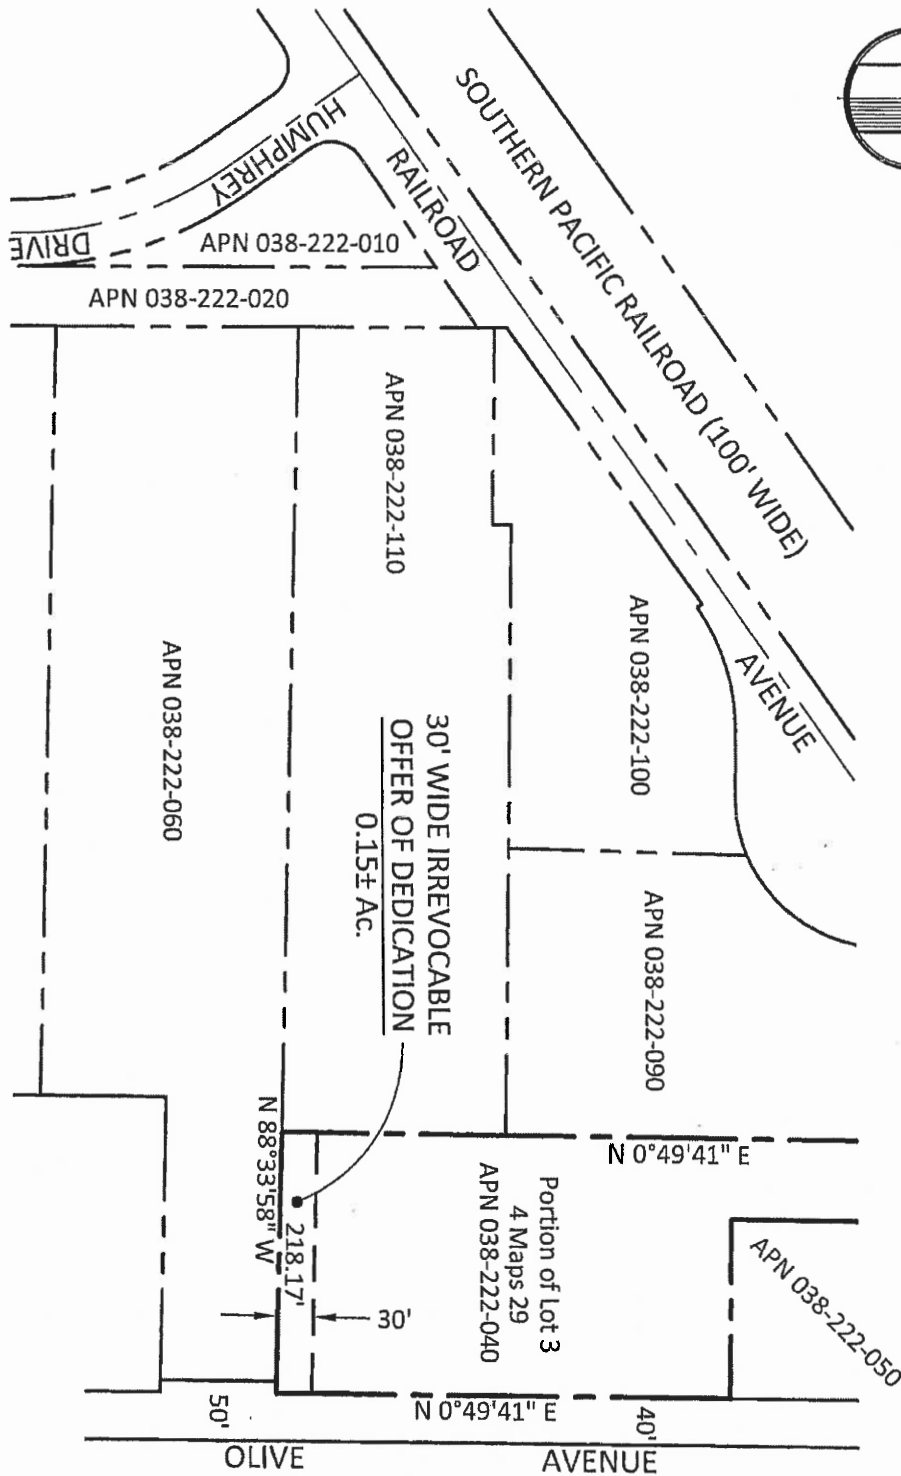 SOUTHERN PACIFIC RAILROAD (100' WIDE)
RAILROAD
AVENUE
HUMPHREY
DRIVE
APN 038-222-010
APN 038-222-020
APN 038-222-110
APN 038-222-100
APN 038-222-060
APN 038-222-090
30' WIDE IRREVOCABLE
OFFER OF DEDICATION
0.15± Ac.
N 88°33'58" W
218.17'
30'
N 0°49'41" E
Portion of Lot 3
4 Maps 29
APN 038-222-040
APN 038-222-050
N 0°49'41" E
50'
40'
OLIVE AVENUE